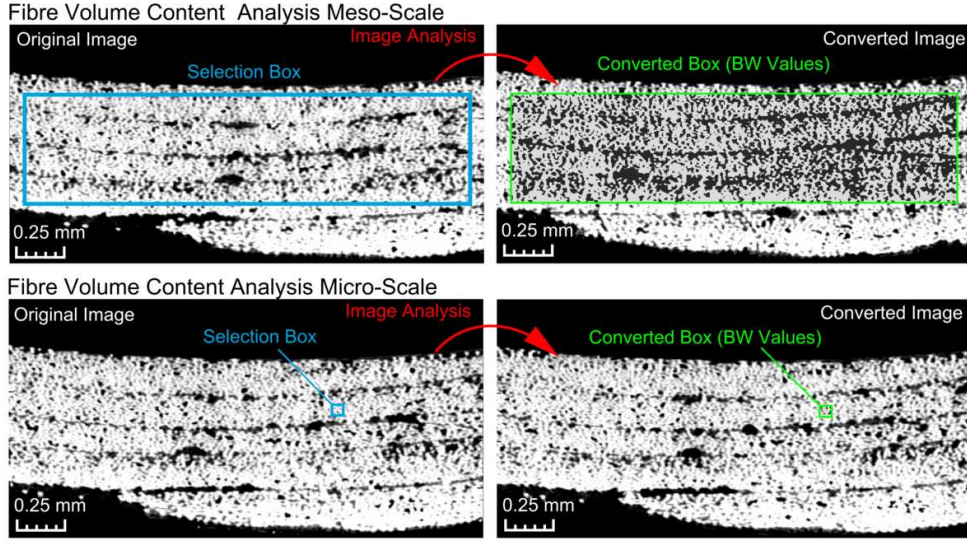 Fibre Volume Content Analysis Meso-Scale
Original Image
Image Analysis
Selection Box
0.25 mm
Converted Image
Converted Box (BW Values)
0.25 mm
Fibre Volume Content Analysis Micro-Scale
Original Image
Image Analysis
Selection Box
0.25 mm
Converted Image
Converted Box (BW Values)
0.25 mm